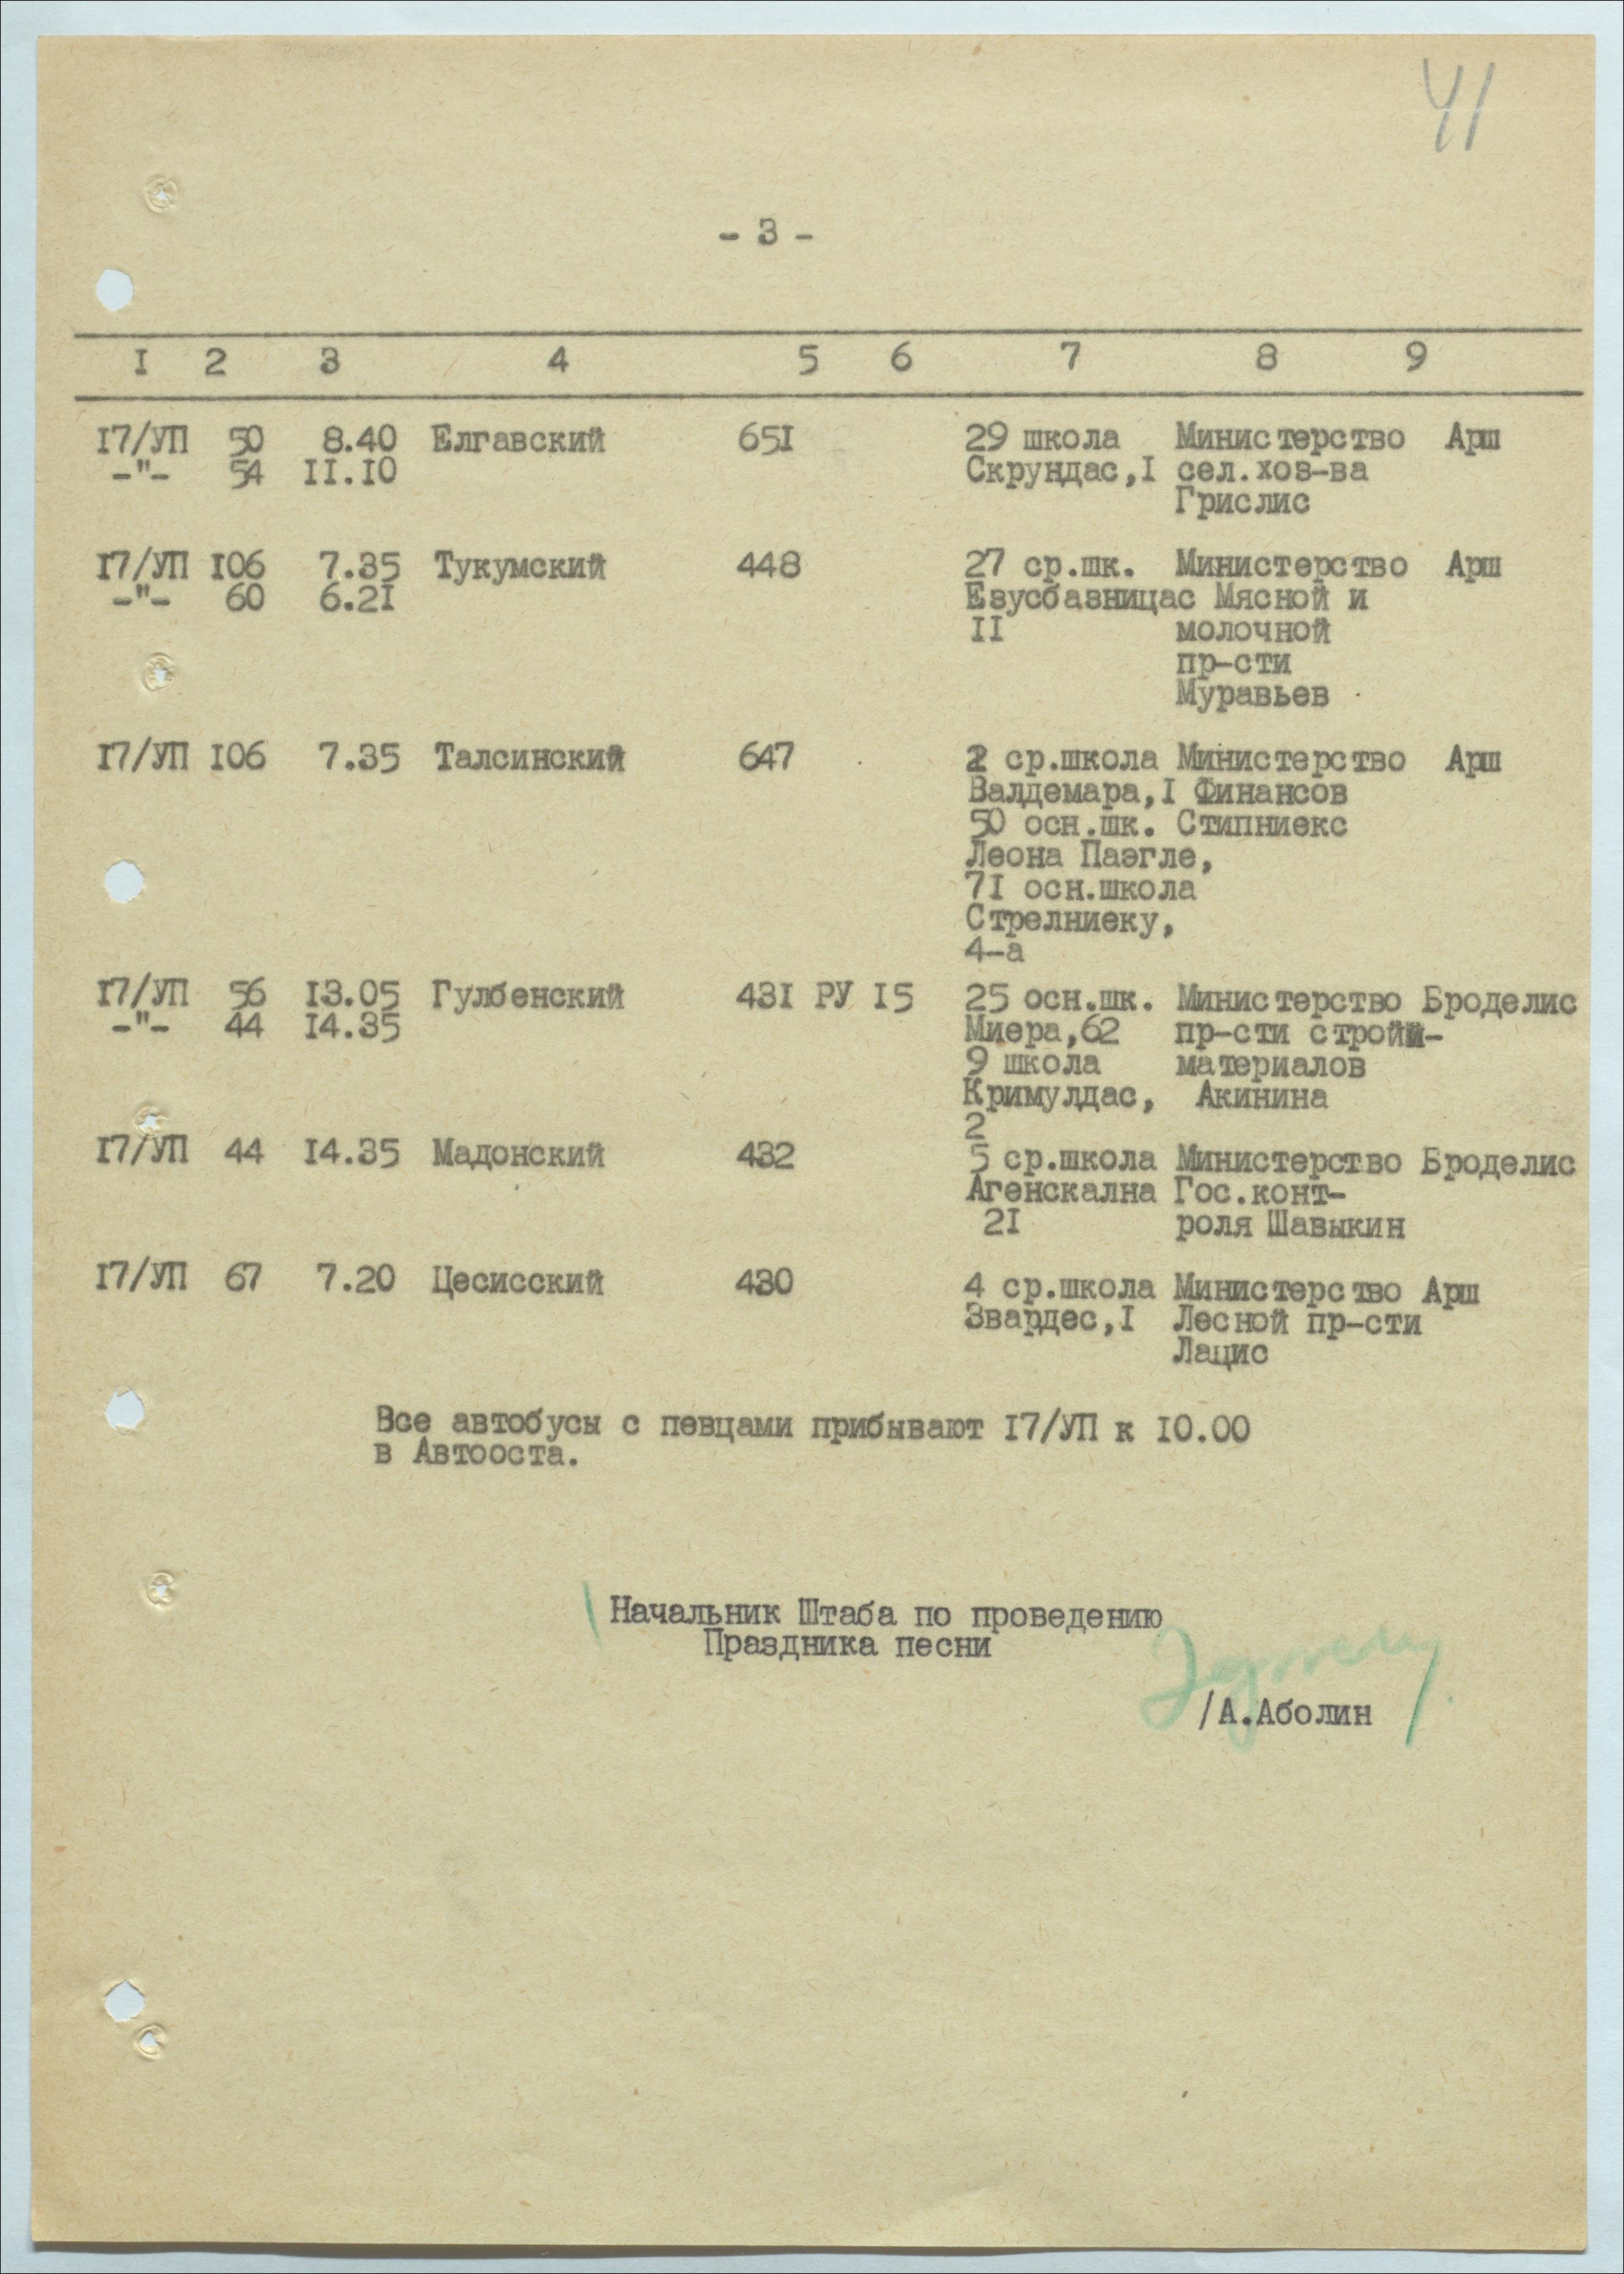 41
- 3 -
I 2 3 4 5 6 7 8 9
I7/УП 50 8.40 Елгавский 65I 29 школа Министерство Арш
-"- 54 II.I0 Скрундас,I сел.хоз-ва
Грислис
I7/УП I06 7.35 Тукумский 448 27 ср.шк. Министерство Арш
-"- 60 6.2I Езусбазницас Мясной и
II молочной
пр-сти
Муравьев
I7/УП I06 7.35 Талсинский 647 2 ср.школа Министерство Арш
Валдемара,I Финансов
50 осн.шк. Стипниекс
Леона Паэгле,
7I осн.школа
Стрелниеку,
4-а
I7/УП 56 I3.05 Гулбенский 43I РУ I5 25 осн.шк. Министерство Броделис
-"- 44 I4.35 Миера,62 пр-сти строй-
9 школа материалов
Кримулдас, Акинина
2
I7/УП 44 I4.35 Мадонский 432 5 ср.школа Министерство Броделис
Агенскална Гос.конт-
2I роля Шавыкин
I7/УП 67 7.20 Цесисский 430 4 ср.школа Министерство Арш
Звардес,I Лесной пр-сти
Лацис
Все автобусы с певцами прибывают I7/УП к I0.00
в Автооста.
Начальник Штаба по проведению
Праздника песни
/А.Аболин